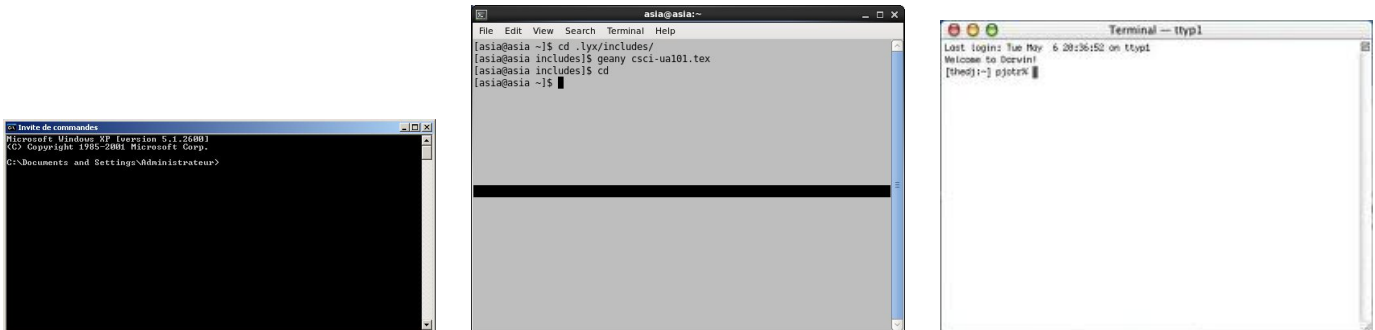 Invite de commandes
Microsoft Windows XP [version 5.1.2600]
(C) Copyright 1985-2001 Microsoft Corp.
C:\Documents and Settings\Administrateur>
asia@asia:~
File Edit View Search Terminal Help
[asia@asia ~]$ cd .lyx/includes/
[asia@asia includes]$ geany csci-ua101.tex
[asia@asia includes]$ cd
[asia@asia ~]$
Terminal — ttyp1
Last login: Tue May 6 20:36:52 on ttyp1
Welcome to Darwin!
[thedj:~] pjotr%